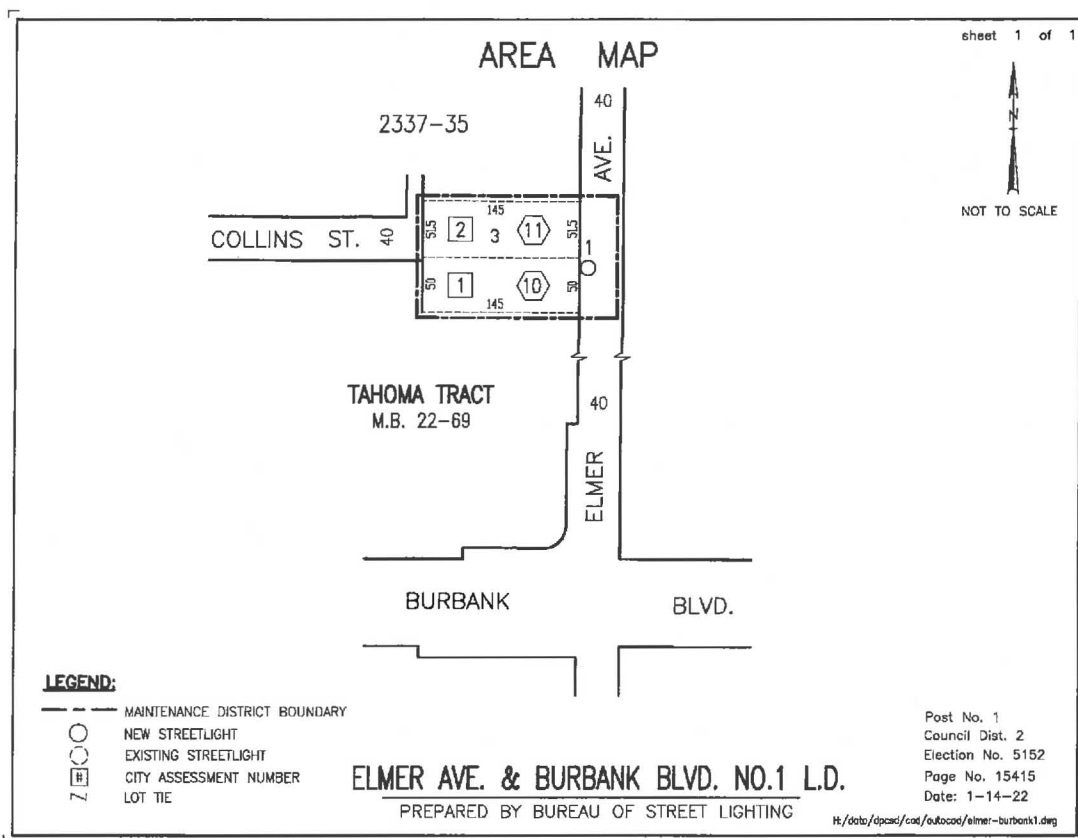 sheet 1 of 1
AREA MAP
40
AVE.
2337-35
NOT TO SCALE
COLLINS ST. 40
145
51.5 2 3 11 51.5
1
50 1 10 50
145
TAHOMA TRACT
M.B. 22-69
40
ELMER
BURBANK BLVD.
LEGEND:
MAINTENANCE DISTRICT BOUNDARY
NEW STREETLIGHT
EXISTING STREETLIGHT
# CITY ASSESSMENT NUMBER
Z LOT TIE
ELMER AVE. & BURBANK BLVD. NO.1 L.D.
PREPARED BY BUREAU OF STREET LIGHTING
Post No. 1
Council Dist. 2
Election No. 5152
Page No. 15415
Date: 1-14-22
H:/data/dpcad/cad/autocad/elmer-burbank1.dwg
N